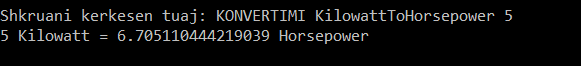 Shkruani kerkesen tuaj: KONVERTIMI KilowattToHorsepower 5
5 Kilowatt = 6.705110444219039 Horsepower